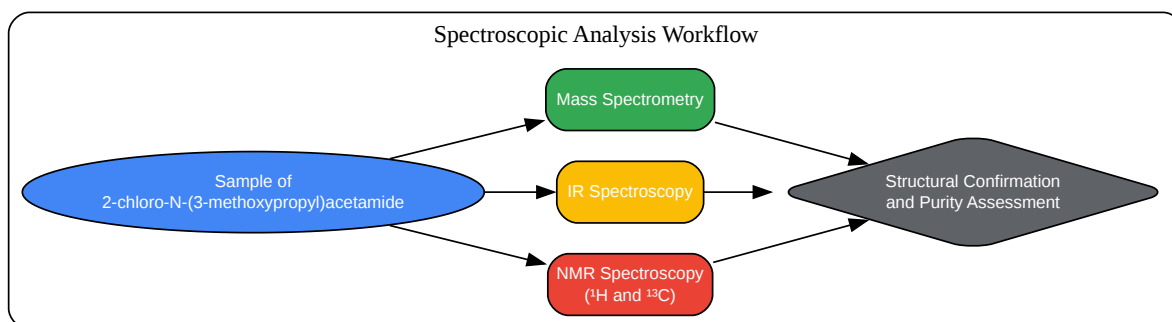 Spectroscopic Analysis Workflow
Mass Spectrometry
Sample of
2-chloro-N-(3-methoxypropyl)acetamide
IR Spectroscopy
Structural Confirmation
and Purity Assessment
NMR Spectroscopy
(¹H and ¹³C)